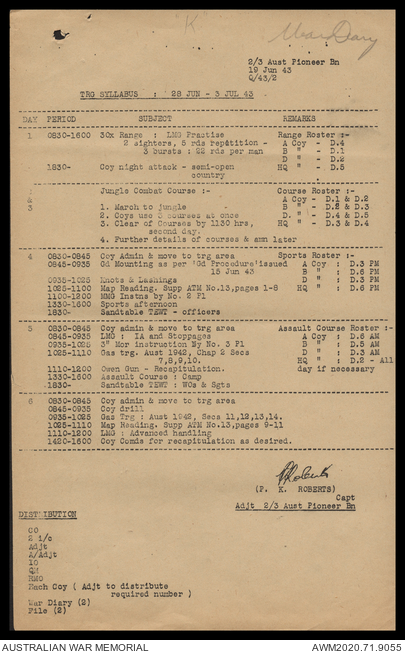 K
War Diary
2/3 Aust Pioneer Bn
19 Jun 43
Q/43/2
TRG SYLLABUS : 28 JUN - 3 JUL 43
DAY PERIOD SUBJECT REMARKS
1 0830-1600 30x Range : LMG Practise Range Roster :-
2 sighters, 5 rds repetition - A Coy - D.4
3 bursts : 22 rds per man B " - D.1
D " - D.2
1830- Coy night attack - semi-open HQ " - D.5
country
2 Jungle Combat Course :- Course Roster :-
& A Coy - D.1 & D.2
3 1. March to jungle B " - D.2 & D.3
2. Coys use 3 courses at once D. " - D.4 & D.5
3. Clear of Courses by 1130 hrs, HQ " - D.3 & D.4
second day.
4. Further details of courses & amn later
4 0830-0845 Coy Admin & move to trg area Sports Roster :-
0845-0935 Gd Mounting as per 'Gd Procedure' issued A Coy : D.3 PM
15 Jun 43 B " : D.6 PM
0935-1025 Knots & Lashings D " : D.3 PM
1025-1100 Map Reading. Supp ATM No.13, pages 1-8 HQ " : D.6 PM
1100-1200 MMG Instns by No. 2 Pl
1330-1600 Sports afternoon
1830- Sandtable TEWT - officers
5 0830-0845 Coy admin & move to trg area Assault Course Roster :-
0845-0935 LMG : IA and Stoppages A Coy : D.6 AM
0935-1025 3" Mor instruction By No. 3 Pl B " : D.5 AM
1025-1110 Gas trg. Aust 1942, Chap 2 Secs D " : D.3 AM
7,8,9,10. HQ " : D.2 - All
1110-1200 Owen Gun - Recapitulation. day if necessary
1330-1600 Assault Course : Camp
1830- Sandtable TEWT : WOs & Sgts
6 0830-0845 Coy admin & move to trg area
0845-0935 Coy drill
0935-1025 Gas Trg : Aust 1942, Secs 11,12,13,14.
1025-1110 Map Reading. Supp ATM No.13, pages 9-11
1110-1200 LMG : Advanced handling
1420-1600 Coy Comds for recapitulation as desired.
PKRoberts
(P. K. ROBERTS)
Capt
Adjt 2/3 Aust Pioneer Bn
DISTRIBUTION
CO
2 i/c
Adjt
A/Adjt
IO
QM
RMO
Each Coy ( Adjt to distribute
required number )
War Diary (2)
File (2)
AUSTRALIAN WAR MEMORIAL AWM2020.71.9055